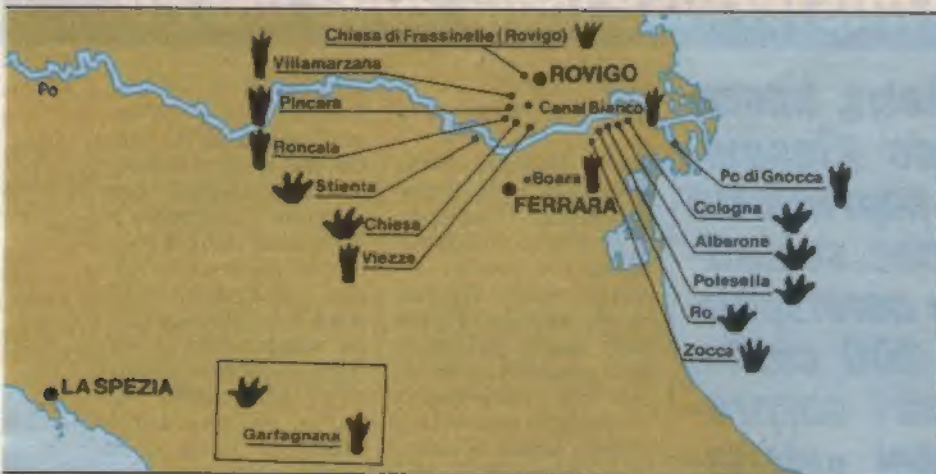 Chiesa di Frassinelle (Rovigo)
Villamarzana
ROVIGO
Po
Pincara
Canal Bianco
Roncala
Stienta
Boara
Po di Gnocca
FERRARA
Cologna
Chiesa
Alberone
Viezze
Polesella
Ro
Zocca
LA SPEZIA
Garfagnana